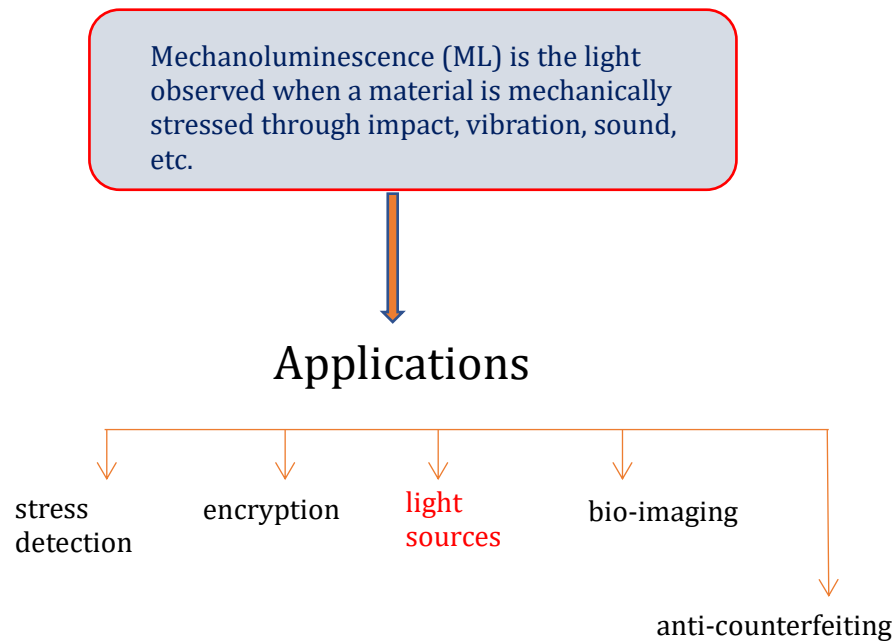 Mechanoluminescence (ML) is the light
observed when a material is mechanically
stressed through impact, vibration, sound,
etc.
Applications
stress
detection
encryption
light
sources
bio-imaging
anti-counterfeiting